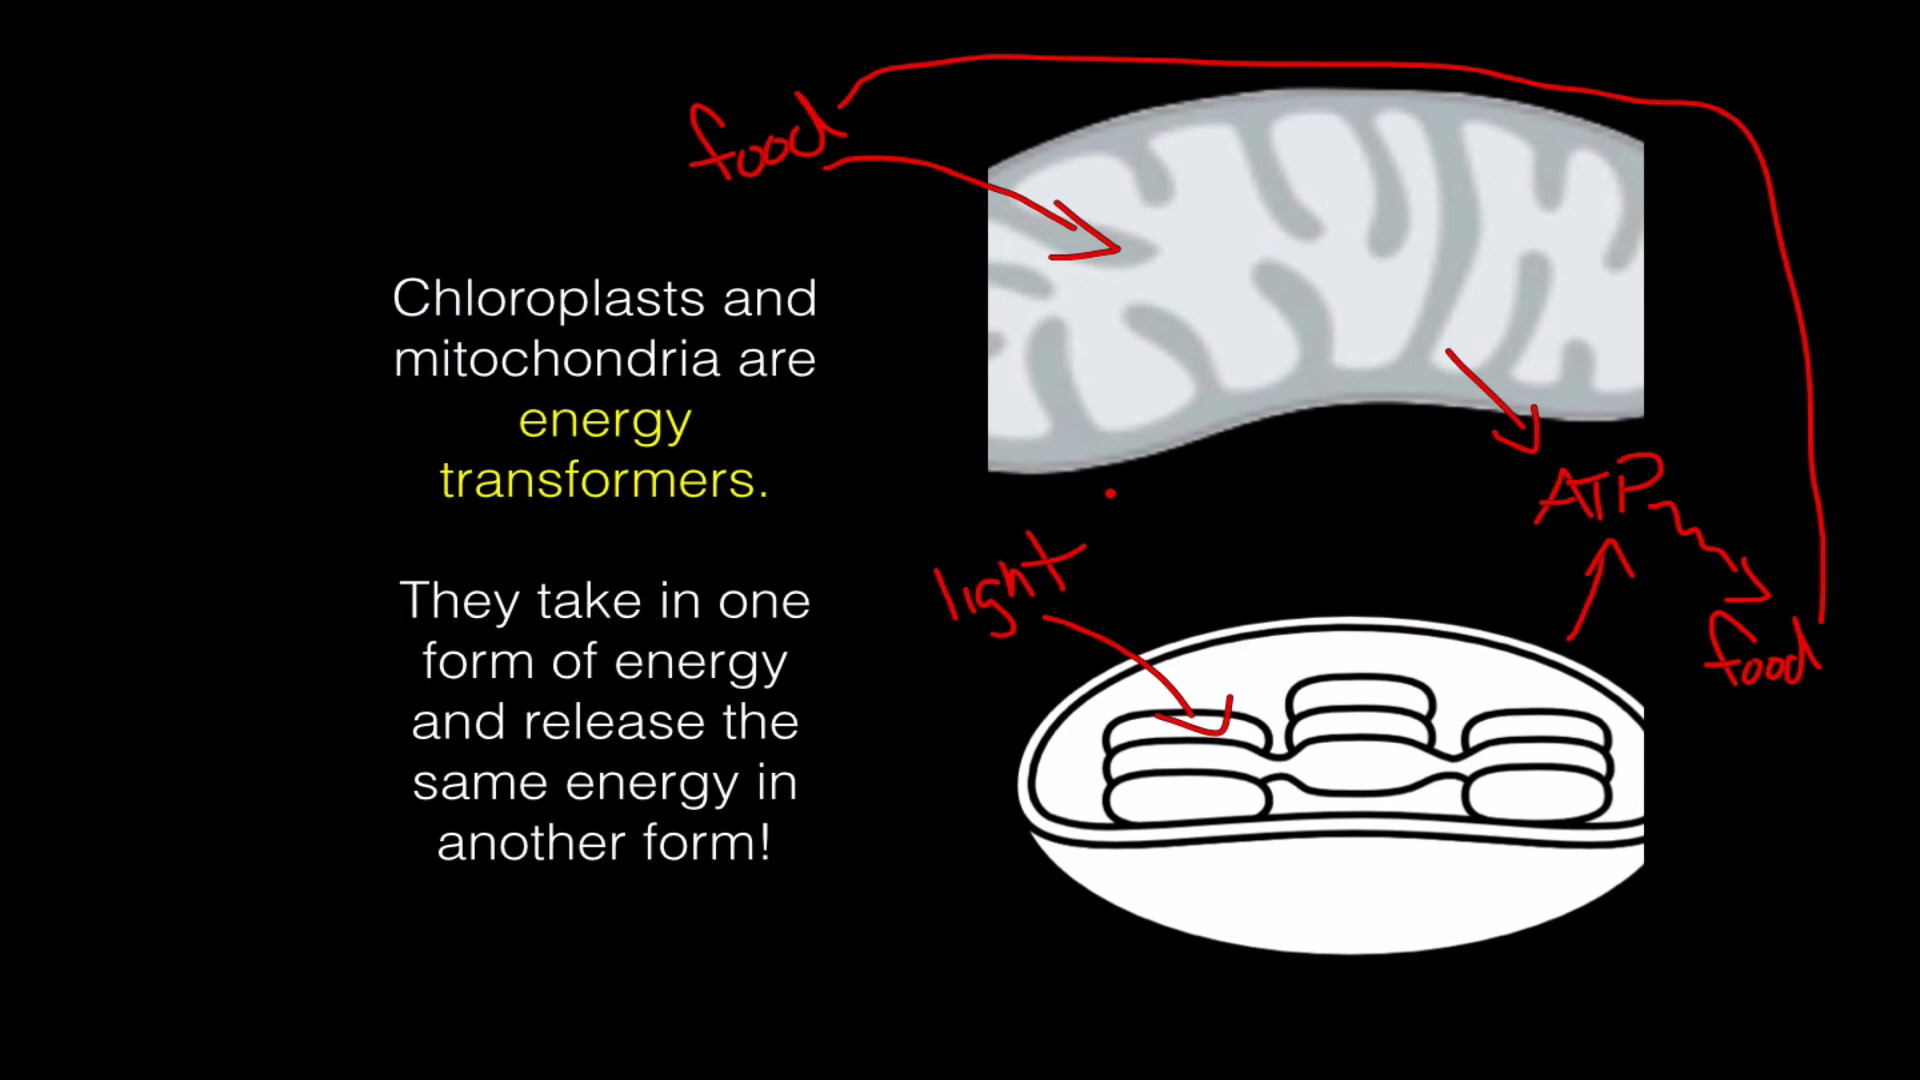 food
Chloroplasts and
mitochondria are
energy
transformers.
ATP
light
They take in one
form of energy
and release the
same energy in
another form!
food